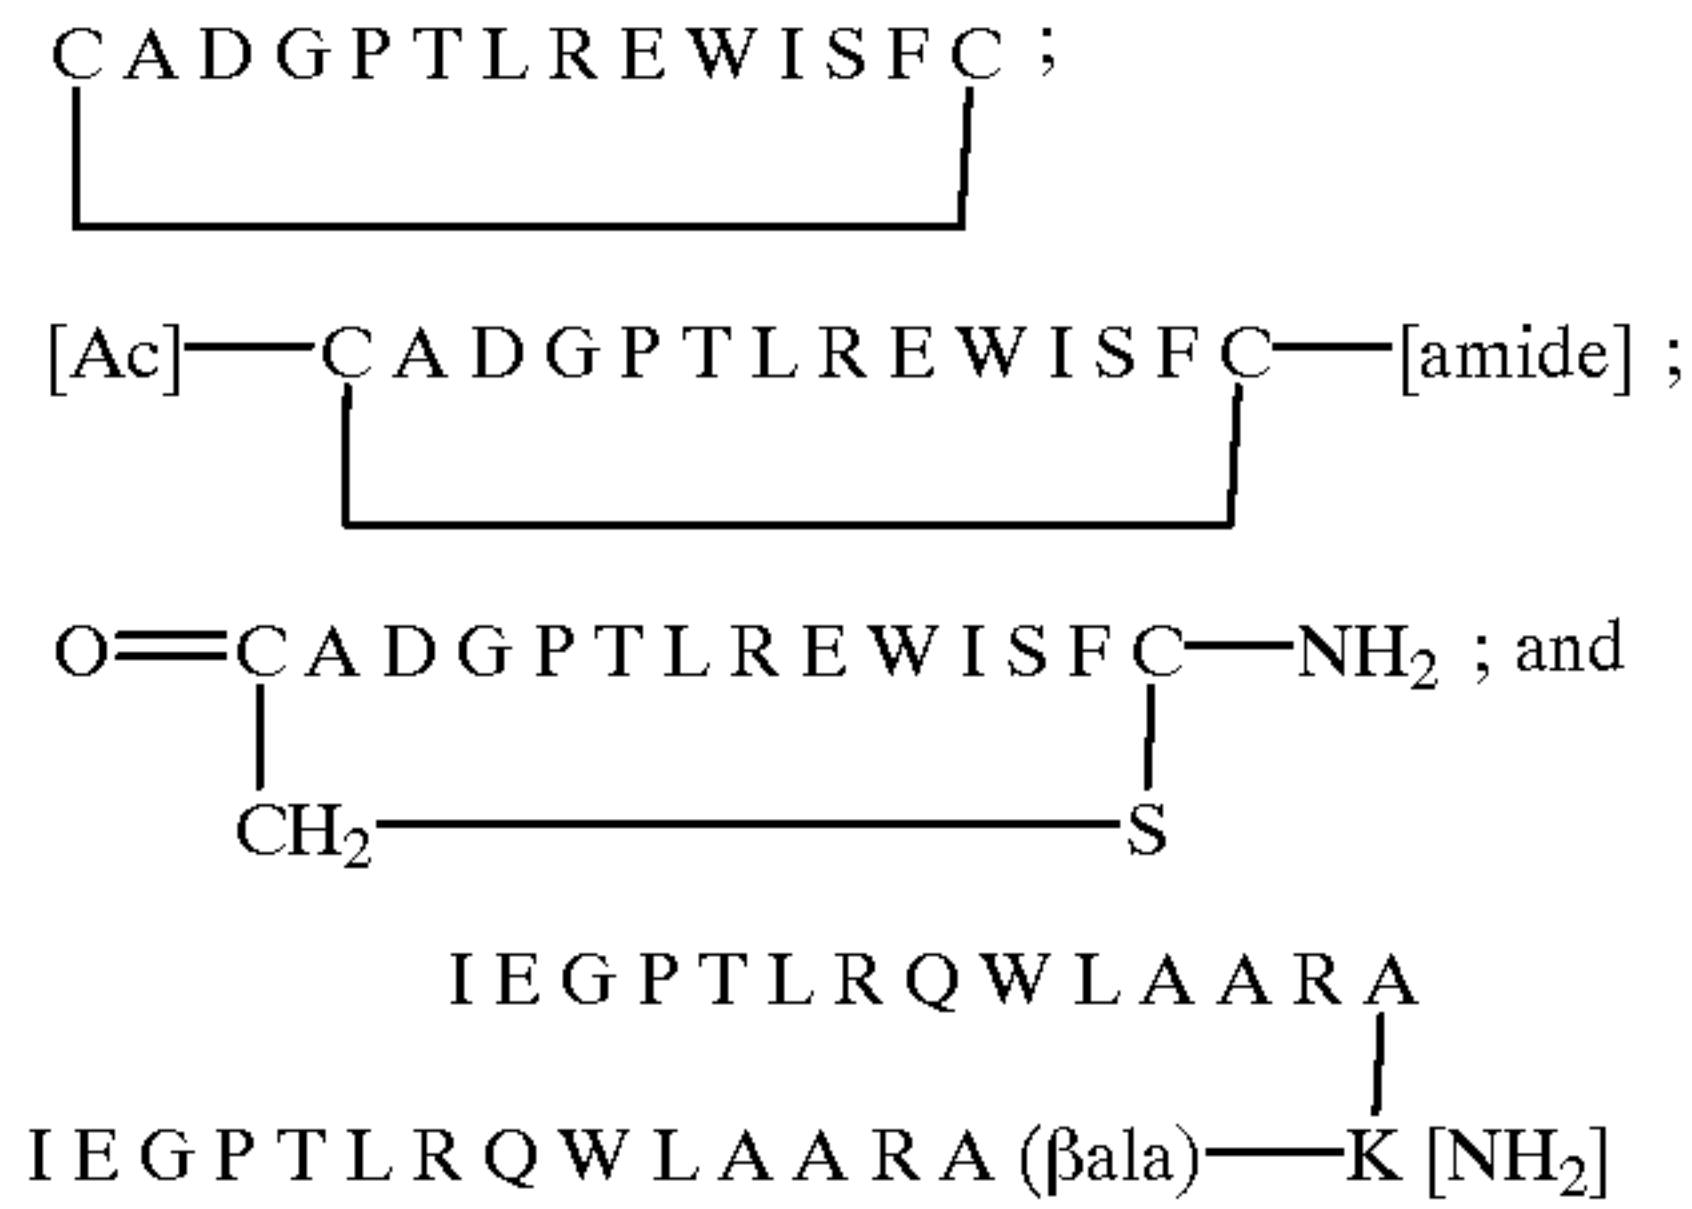 C A D G P T L R E W I S F C ;
[Ac]—C A D G P T L R E W I S F C—[amide] ;
O=C A D G P T L R E W I S F C—NH₂ ; and
CH₂—S
I E G P T L R Q W L A A R A
I E G P T L R Q W L A A R A (βala)—K [NH₂]